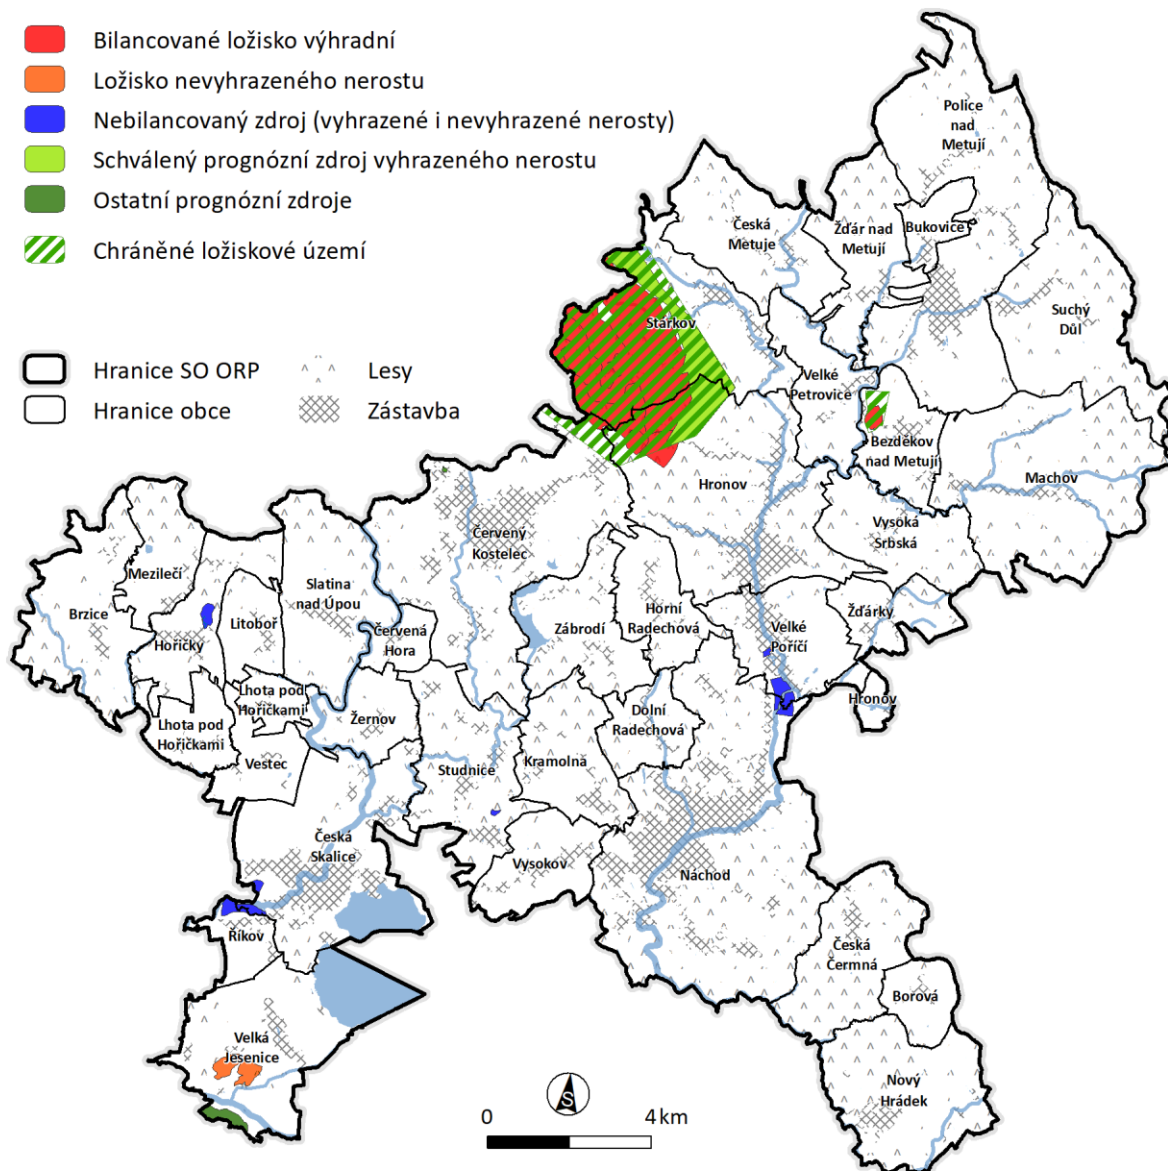 Bilancované ložisko výhradní
Ložisko nevyhrazeného nerostu
Nebilancovaný zdroj (vyhrazené i nevyhrazené nerosty)
Schválený prognózní zdroj vyhrazeného nerostu
Ostatní prognózní zdroje
Chráněné ložiskové území
Hranice SO ORP
Lesy
Hranice obce
Zástavba
Police
nad
Metují
Česká
Metuje
Žďár nad
Metují
Bukovice
Suchý
Důl
Stárkov
Velké
Petrovice
Bezděkov
nad Metují
Machov
Hronov
Vysoká
Srbská
Červený
Kostelec
Mezilečí
Brzice
Slatina
nad Úpou
Litoboř
Hořičky
Červená
Hora
Zábrodí
Horní
Radechová
Velké
Poříčí
Žďárky
Hronov
Lhota pod
Hořičkami
Lhota pod
Hořičkami
Žernov
Dolní
Radechová
Vestec
Studnice
Kramolná
Česká
Skalice
Vysokov
Náchod
Říkov
Česká
Čermná
Borová
Velká
Jesenice
Nový
Hrádek
S
0
4 km